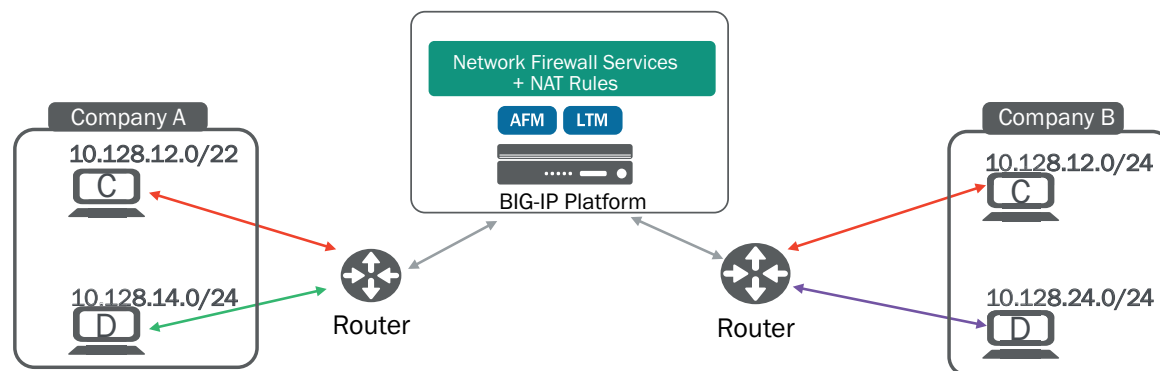 Network Firewall Services
+ NAT Rules
AFM
LTM
BIG-IP Platform
Company A
10.128.12.0/22
C
10.128.14.0/24
D
Router
Router
Company B
10.128.12.0/24
C
10.128.24.0/24
D